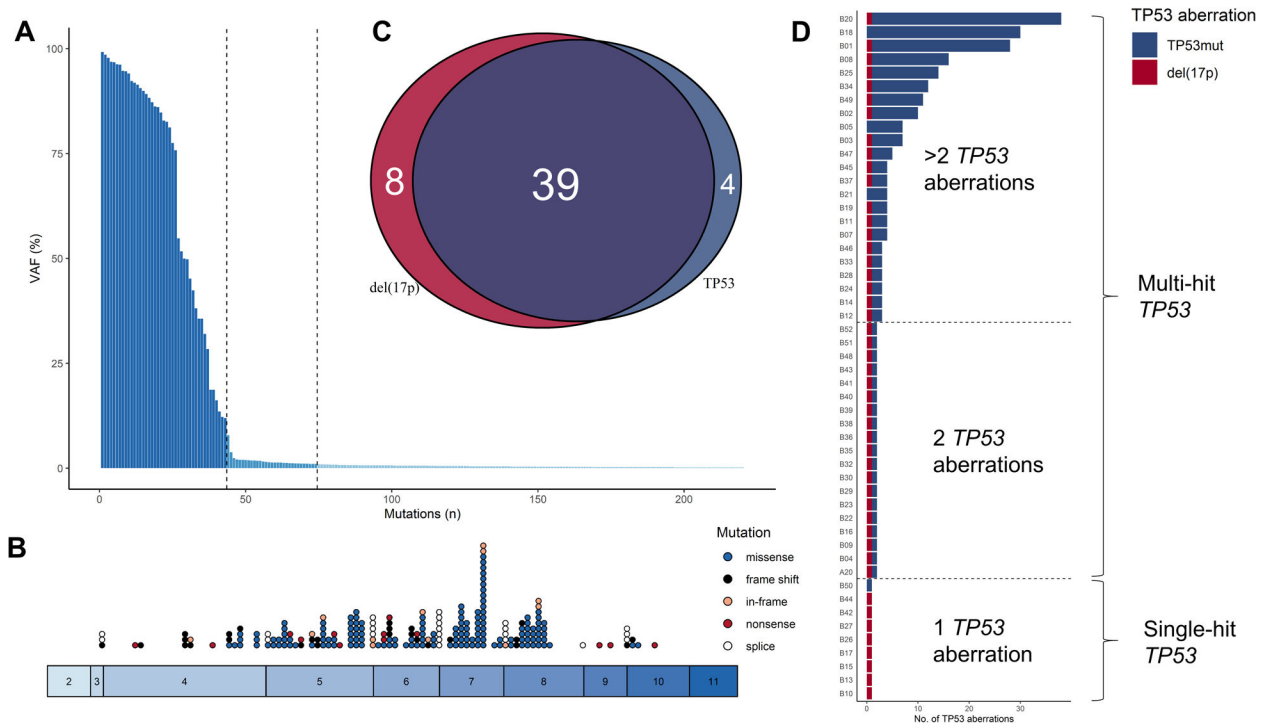 A
VAF (%)
100
75
50
25
0
0
50
100
150
200
Mutations (n)
C
8
39
4
del(17p)
TP53
B
Mutation
missense
frame shift
in-frame
nonsense
splice
2
3
4
5
6
7
8
9
10
11
D
B20
B18
B01
B08
B25
B34
B49
B02
B05
B03
B47
B45
B37
B21
B19
B11
B07
B46
B33
B28
B24
B14
B12
B52
B51
B48
B43
B41
B40
B39
B38
B36
B35
B32
B30
B29
B23
B22
B16
B09
B04
A20
B50
B44
B42
B27
B26
B17
B15
B13
B10
>2 TP53
aberrations
2 TP53
aberrations
1 TP53
aberration
0
10
20
30
No. of TP53 aberrations
TP53 aberration
TP53mut
del(17p)
Multi-hit
TP53
Single-hit
TP53